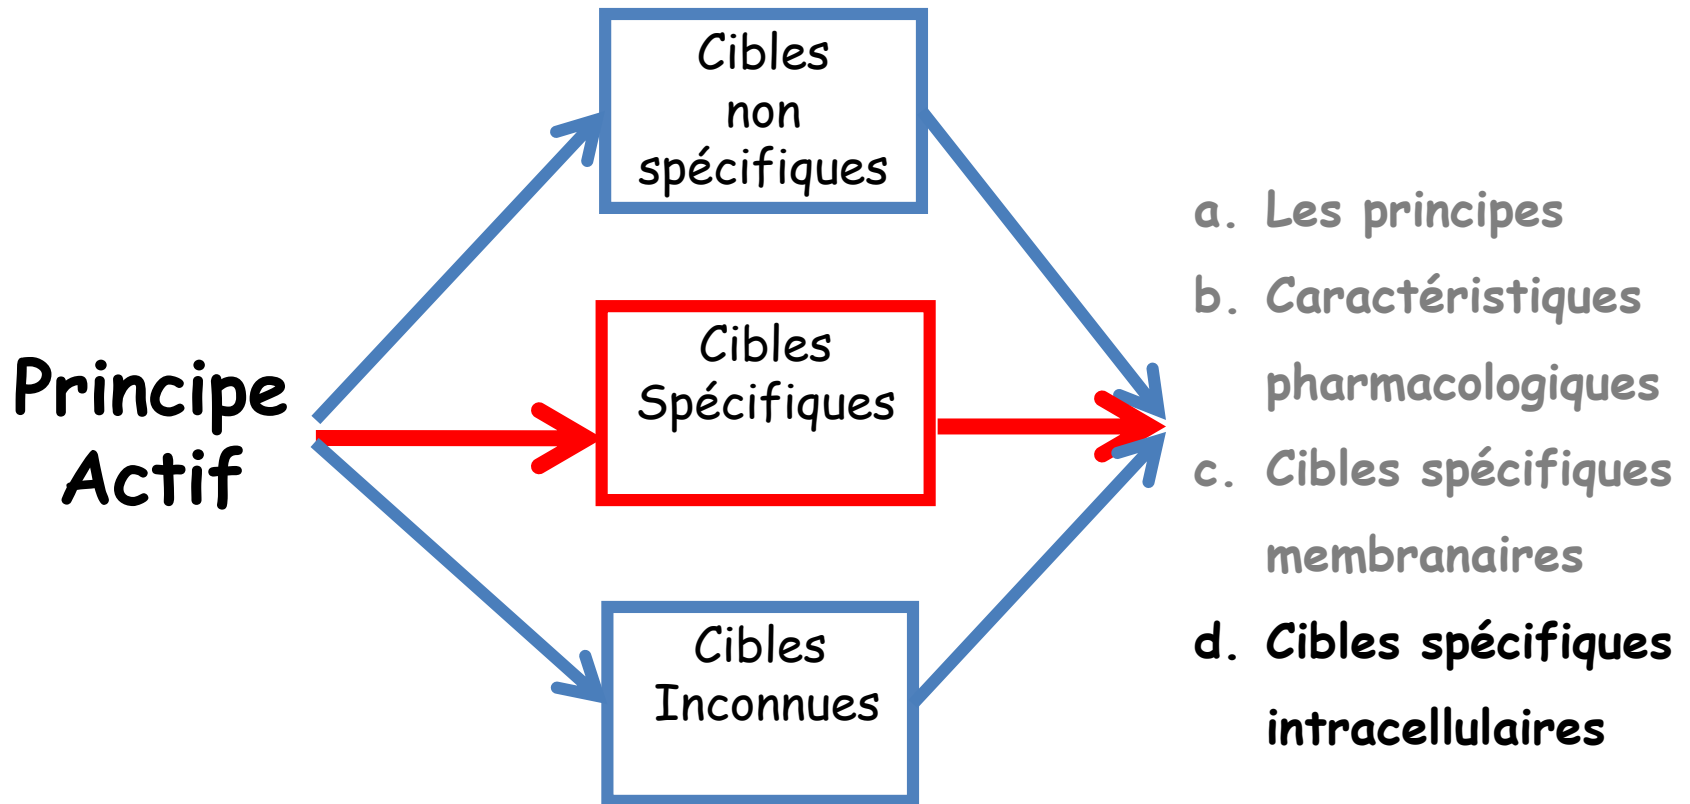 Principe
Actif
Cibles
non
spécifiques
Cibles
Spécifiques
Cibles
Inconnues
a. Les principes
b. Caractéristiques
pharmacologiques
c. Cibles spécifiques
membranaires
d. Cibles spécifiques
intracellulaires